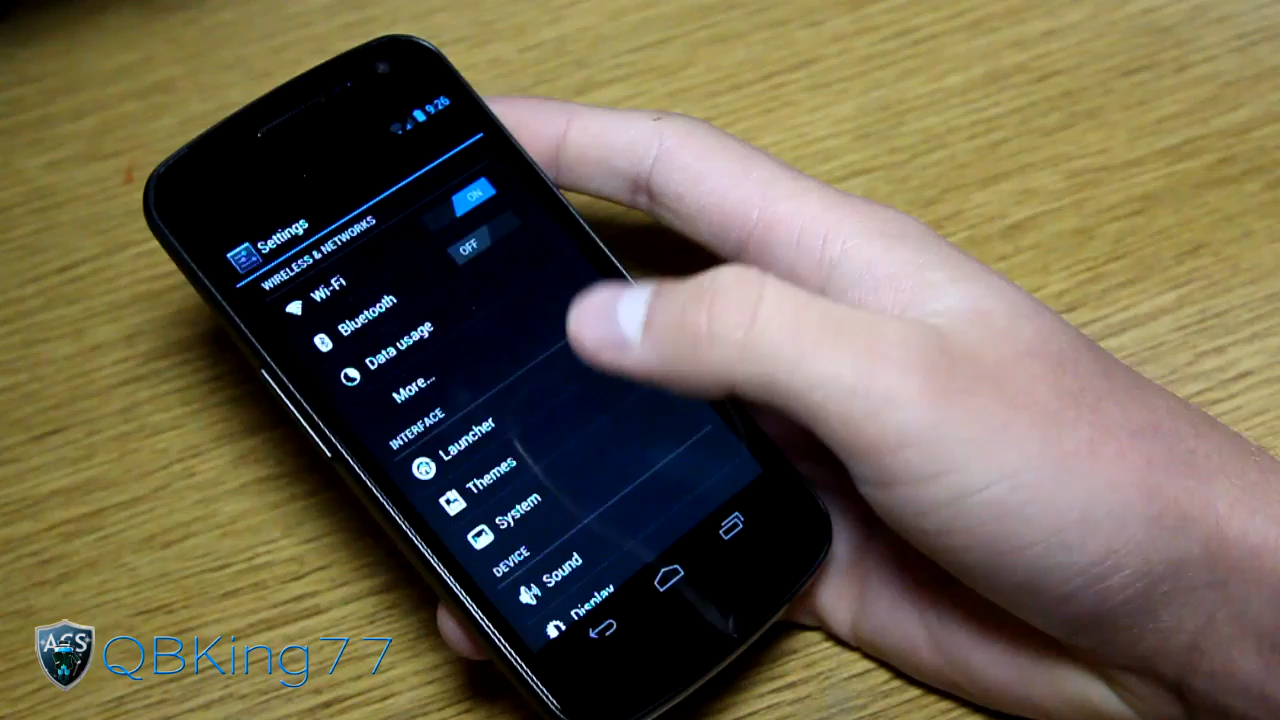 9:26
Settings
WIRELESS & NETWORKS
Wi-Fi ON
Bluetooth OFF
Data usage
More...
INTERFACE
Launcher
Themes
System
DEVICE
Sound
Display
ACS
QBKing77